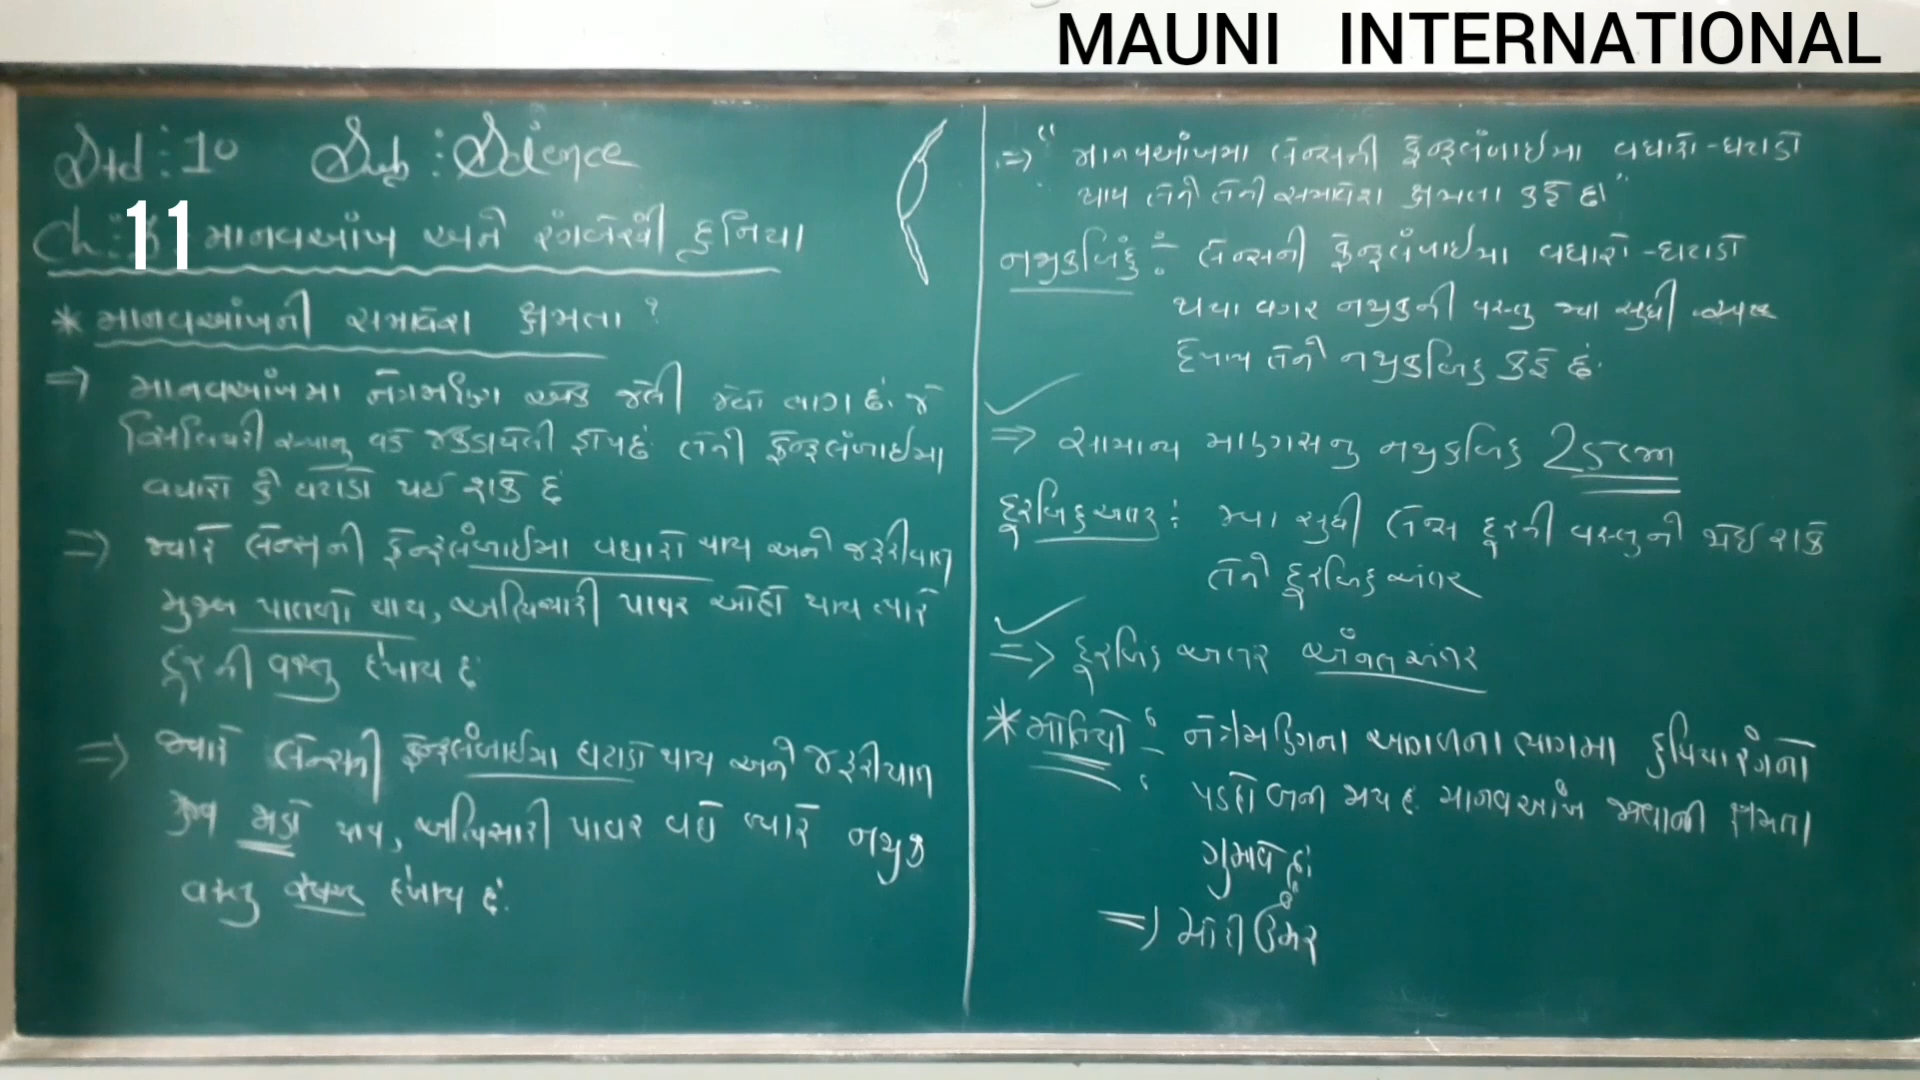 MAUNI INTERNATIONAL
Std : 10 Sub : Science
Ch : 11 માનવઆંખ અને રંગબેરંગી દુનિયા
* માનવઆંખની સમાવેશ ક્ષમતા ?
⇒ માનવઆંખમા નેત્રમણિ એક જેલી જેવો ભાગ છે. જે
સિલિયરી સ્નાયુ વડે જકડાયેલી હોય છે તેની કેન્દ્રલંબાઇમા
વધારો કે ઘટાડો થઇ શકે છે
⇒ જ્યારે લેન્સની કેન્દ્રલંબાઈમા વધારો થાય અને જરૂરીયાત
મુજબ પાતળો થાય, અભિસારી પાવર ઓછો થાય ત્યારે
દુરની વસ્તુ દેખાય છે
⇒ જ્યારે લેન્સની કેન્દ્રલંબાઈમા ઘટાડો થાય અને જરૂરીયાત
જાડો થાય, અભિસારી પાવર વધે ત્યારે નજીક
વસ્તુ સ્પષ્ટ દેખાય છે.
⇒ " માનવઆંખમા લેન્સની કેન્દ્રલંબાઈમા વધારો - ઘટાડો
થાય તેને તેની સમાવેશ ક્ષમતા કહે છે "
નજીકબિંદુ : લેન્સની કેન્દ્રલંબાઈમા વધારો - ઘટાડો
થયા વગર નજીકની વસ્તુ જ્યા સુધી સ્પષ્ટ
દેખાય તેને નજીકબિંદુ કહે છે.
⇒ સામાન્ય માણસનુ નજીકબિંદુ 25 cm
દૂરબિંદુ અંતર : જ્યા સુધી લેન્સ દૂરની વસ્તુને જોઈ શકે
તેને દૂરબિંદુ અંતર
⇒ દૂરબિંદુ અંતર અનંત અંતર
* મોતિયો : નેત્રમણિના આગળના ભાગમા દુધિયા રંગનો
પડદો બની જાય છે. માનવઆંખ જોવાની ક્ષમતા
ગુમાવે છે
⇒ મોટી ઉંમર